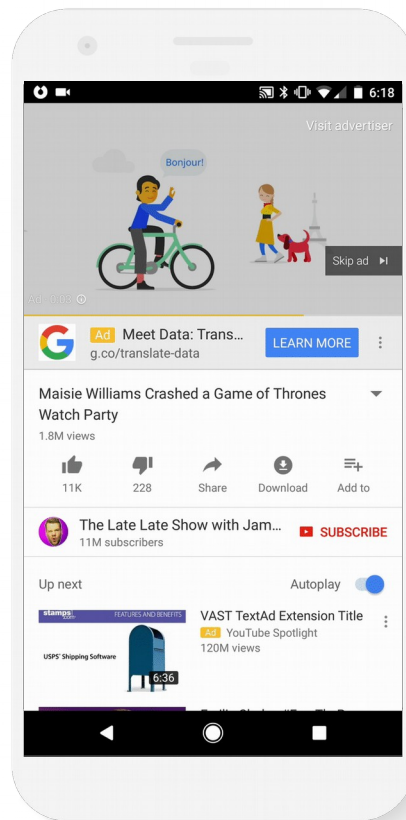 6:18
Visit advertiser
Bonjour!
Skip ad
Ad
Ad Meet Data: Trans...
g.co/translate-data
LEARN MORE
Maisie Williams Crashed a Game of Thrones
Watch Party
1.8M views
11K
228
Share
Download
Add to
The Late Late Show with Jam...
11M subscribers
SUBSCRIBE
Up next
Autoplay
stamps.com
FEATURES AND BENEFITS
USPS' Shipping Software
6:36
VAST TextAd Extension Title
Ad YouTube Spotlight
120M views